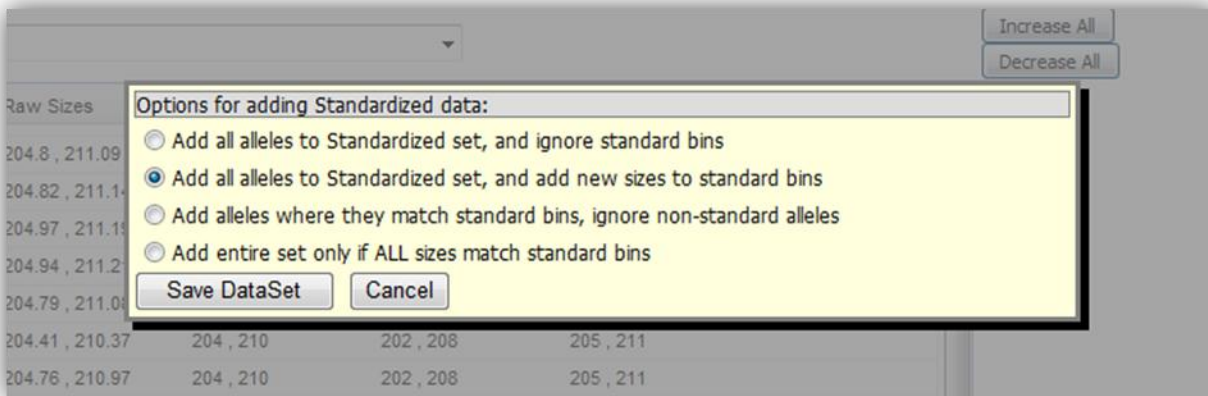 Increase All
Decrease All
Raw Sizes
Options for adding Standardized data:
Add all alleles to Standardized set, and ignore standard bins
Add all alleles to Standardized set, and add new sizes to standard bins
Add alleles where they match standard bins, ignore non-standard alleles
Add entire set only if ALL sizes match standard bins
Save DataSet Cancel
204.8 , 211.09
204.82 , 211.14
204.97 , 211.1
204.94 , 211.2
204.79 , 211.0
204.41 , 210.37 204 , 210 202 , 208 205 , 211
204.76 , 210.97 204 , 210 202 , 208 205 , 211